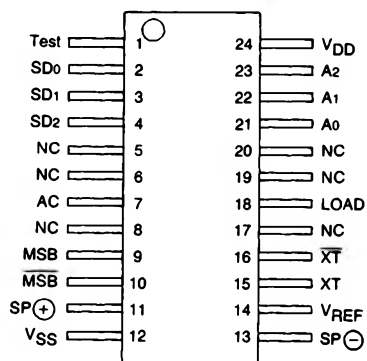 Test 1 24 VDD
SD0 2 23 A2
SD1 3 22 A1
SD2 4 21 A0
NC 5 20 NC
NC 6 19 NC
AC 7 18 LOAD
NC 8 17 NC
MSB 9 16 X̅T̅
M̅S̅B̅ 10 15 XT
SP⊕ 11 14 VREF
VSS 12 13 SP⊖